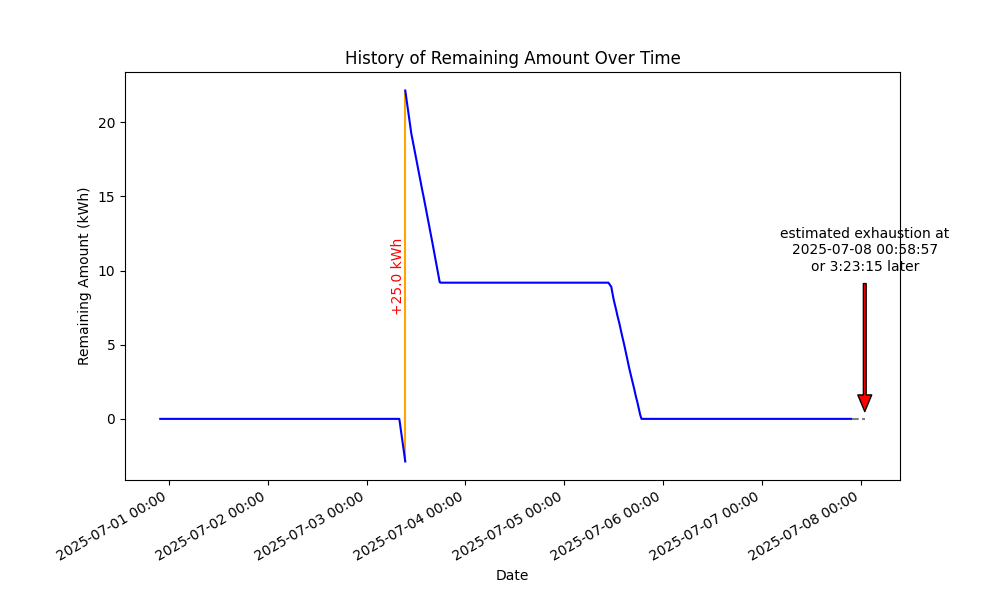 History of Remaining Amount Over Time
Remaining Amount (kWh)
20
15
10
5
0
+25.0 kWh
estimated exhaustion at
2025-07-08 00:58:57
or 3:23:15 later
2025-07-01 00:00
2025-07-02 00:00
2025-07-03 00:00
2025-07-04 00:00
2025-07-05 00:00
2025-07-06 00:00
2025-07-07 00:00
2025-07-08 00:00
Date